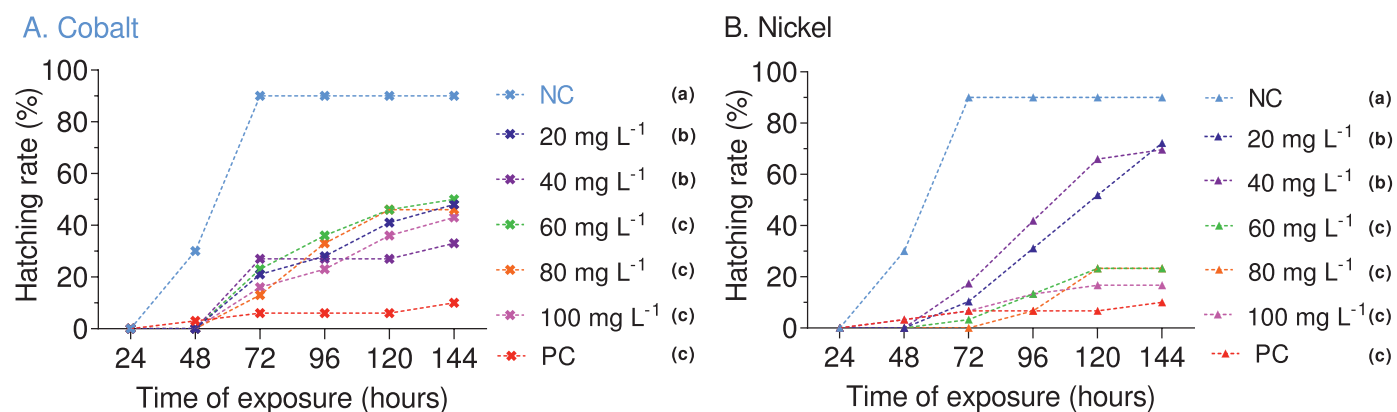 A. Cobalt
100
80
60
40
20
0
Hatching rate (%)
24 48 72 96 120 144
Time of exposure (hours)
NC (a)
20 mg L⁻¹ (b)
40 mg L⁻¹ (b)
60 mg L⁻¹ (c)
80 mg L⁻¹ (c)
100 mg L⁻¹ (c)
PC (c)
B. Nickel
100
80
60
40
20
0
Hatching rate (%)
24 48 72 96 120 144
Time of exposure (hours)
NC (a)
20 mg L⁻¹ (b)
40 mg L⁻¹ (b)
60 mg L⁻¹ (c)
80 mg L⁻¹ (c)
100 mg L⁻¹ (c)
PC (c)